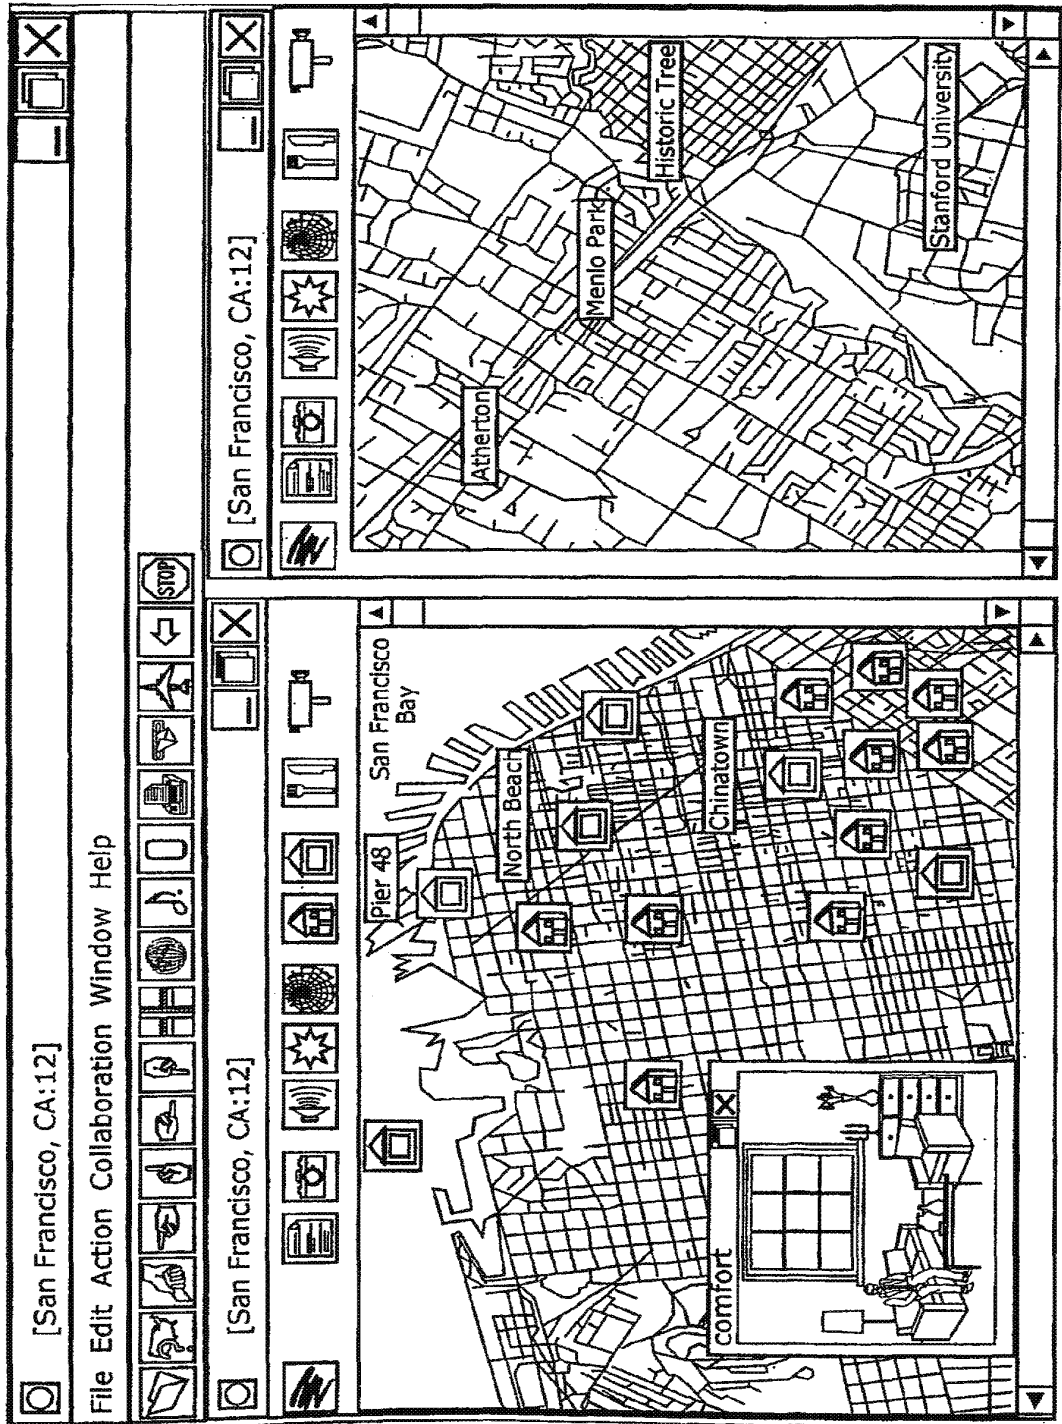 [San Francisco, CA:12]
File Edit Action Collaboration Window Help
STOP
[San Francisco, CA:12]
[San Francisco, CA:12]
San Francisco
Bay
Pier 48
North Beach
Chinatown
comfort
Atherton
Menlo Park
Historic Tree
Stanford University